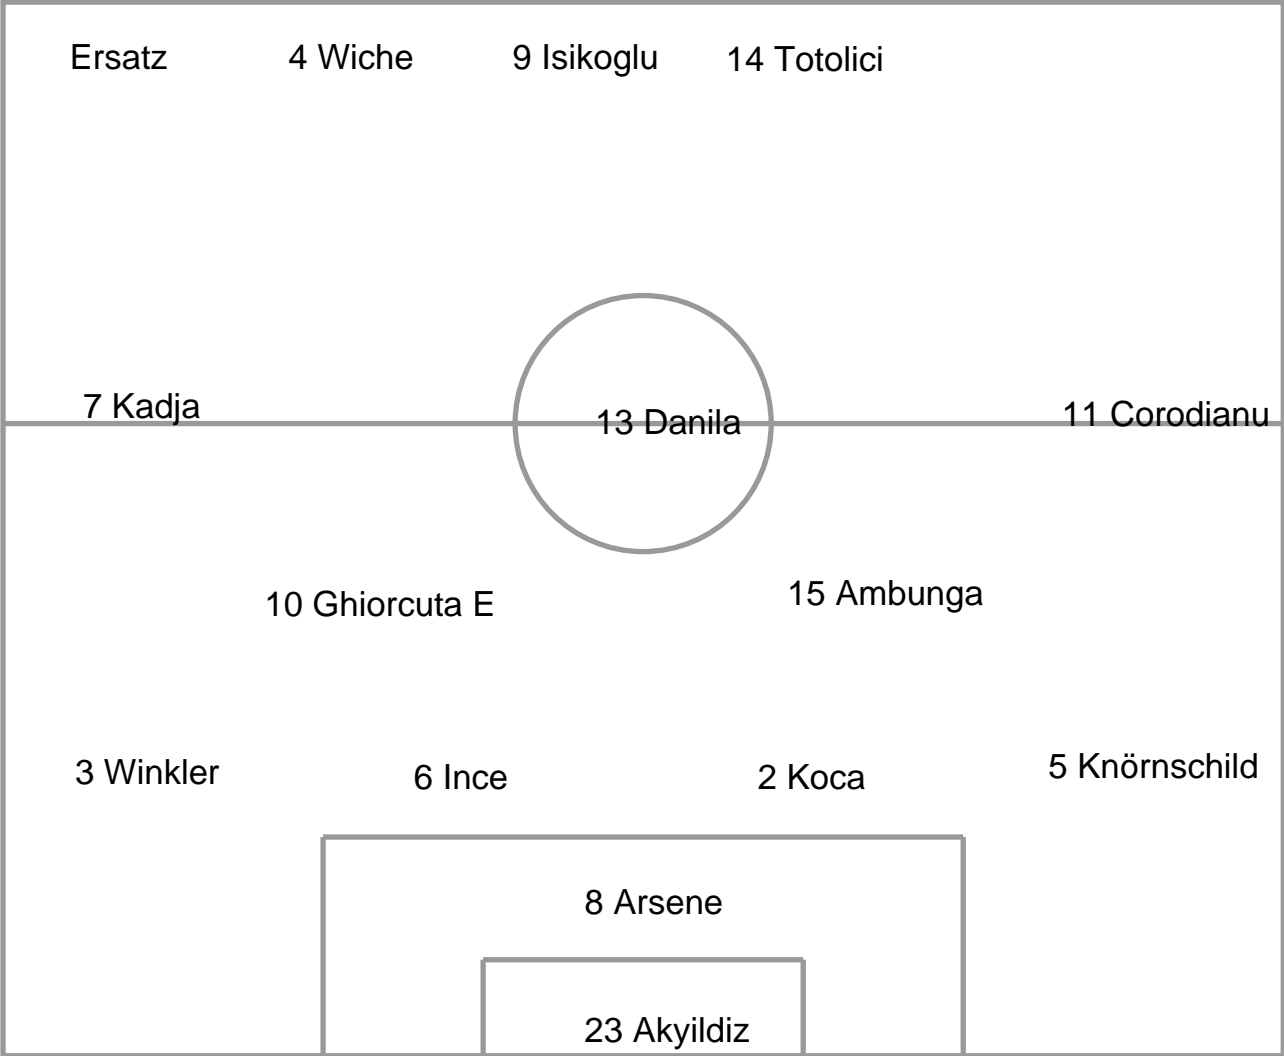 Ersatz 4 Wiche 9 Isikoglu 14 Totolici
7 Kadja 13 Danila 11 Corodianu
10 Ghiorcuta E 15 Ambunga
3 Winkler 6 Ince 2 Koca 5 Knörnschild
8 Arsene
23 Akyildiz